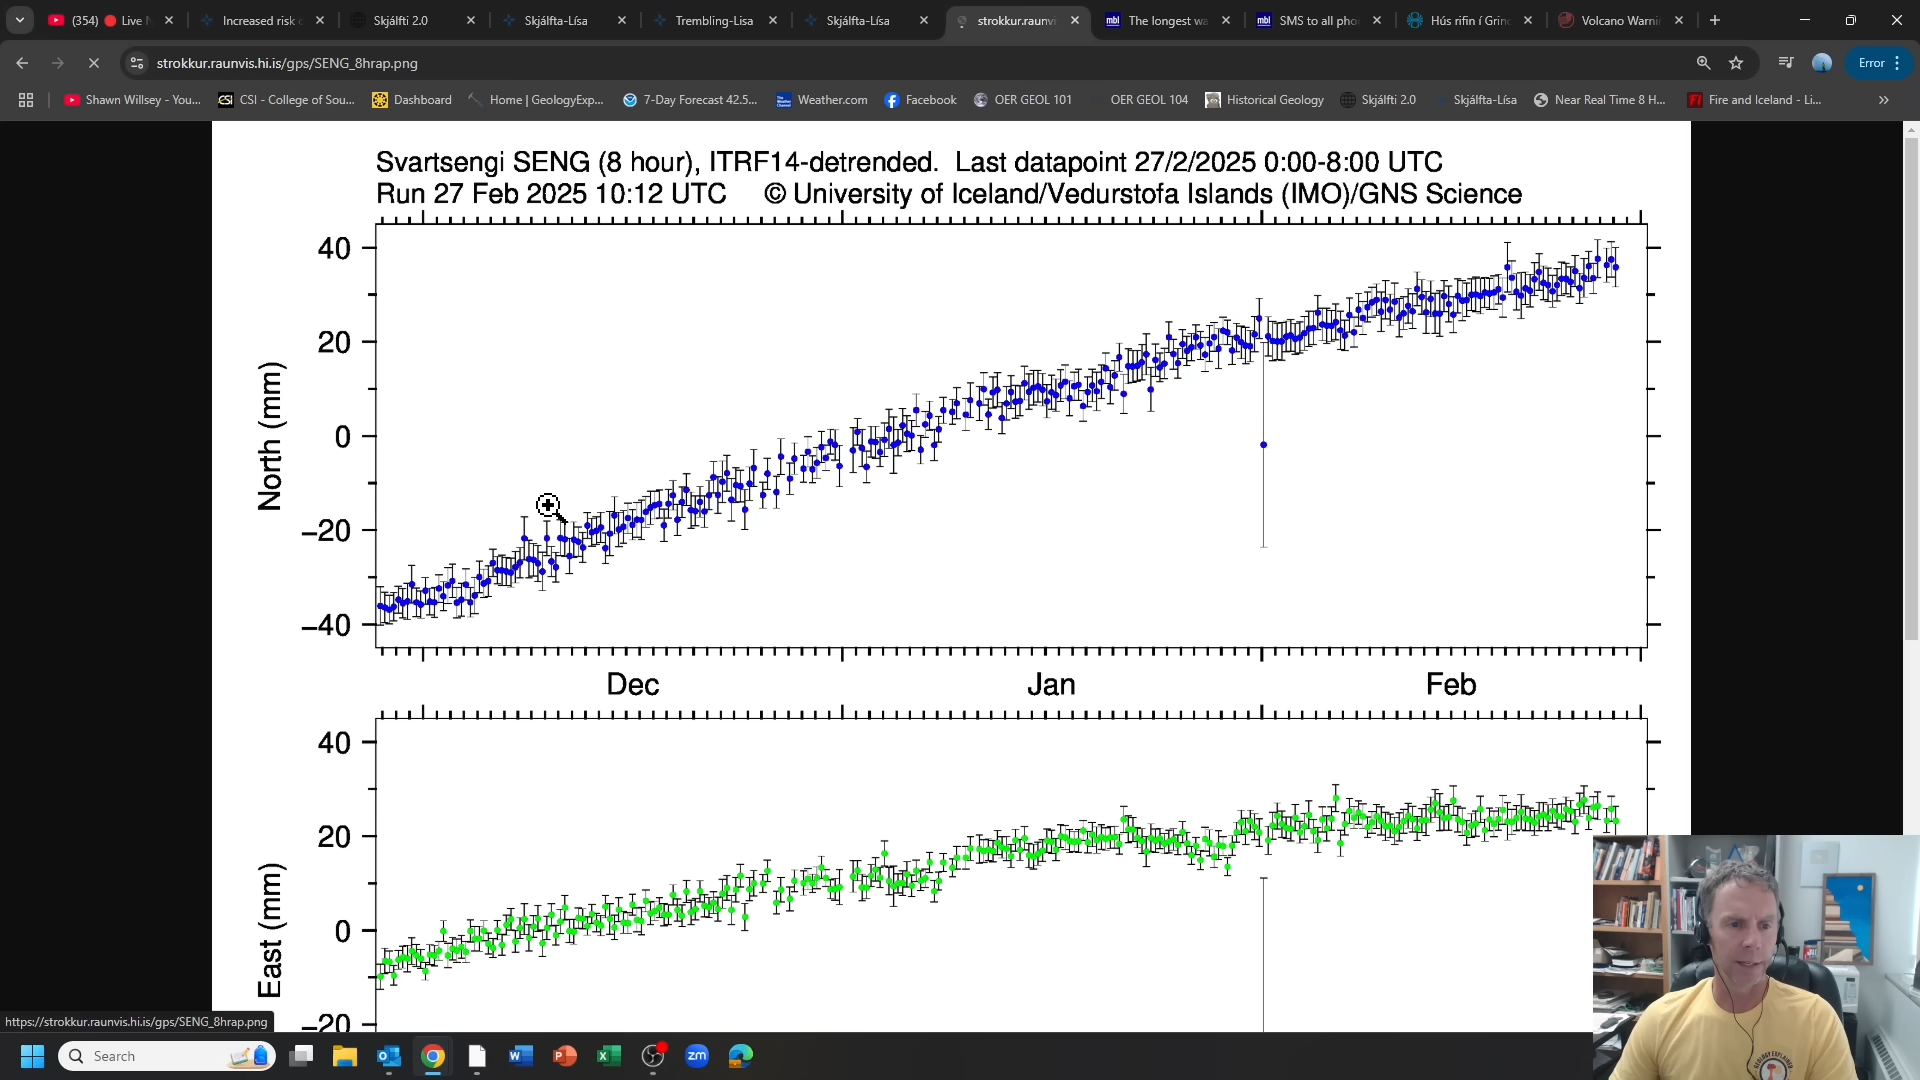 (354) Live
Increased risk
Skjálfti 2.0
Skjálfta-Lísa
Trembling-Lisa
Skjálfta-Lísa
strokkur.raunvi
mbl The longest wa
mbl SMS to all pho
Hús rifin í Grin
Volcano Warni
strokkur.raunvis.hi.is/gps/SENG_8hrap.png
Error
Shawn Willsey - You...
CSI - College of Sou...
Dashboard
Home | GeologyExp...
7-Day Forecast 42.5...
Weather.com
Facebook
OER GEOL 101
OER GEOL 104
Historical Geology
Skjálfti 2.0
Skjálfta-Lísa
Near Real Time 8 H...
Fire and Iceland - Li...
Svartsengi SENG (8 hour), ITRF14-detrended. Last datapoint 27/2/2025 0:00-8:00 UTC
Run 27 Feb 2025 10:12 UTC © University of Iceland/Vedurstofa Islands (IMO)/GNS Science
40
20
0
−20
−40
North (mm)
Dec Jan Feb
40
20
0
−20
East (mm)
https://strokkur.raunvis.hi.is/gps/SENG_8hrap.png
Search
zm